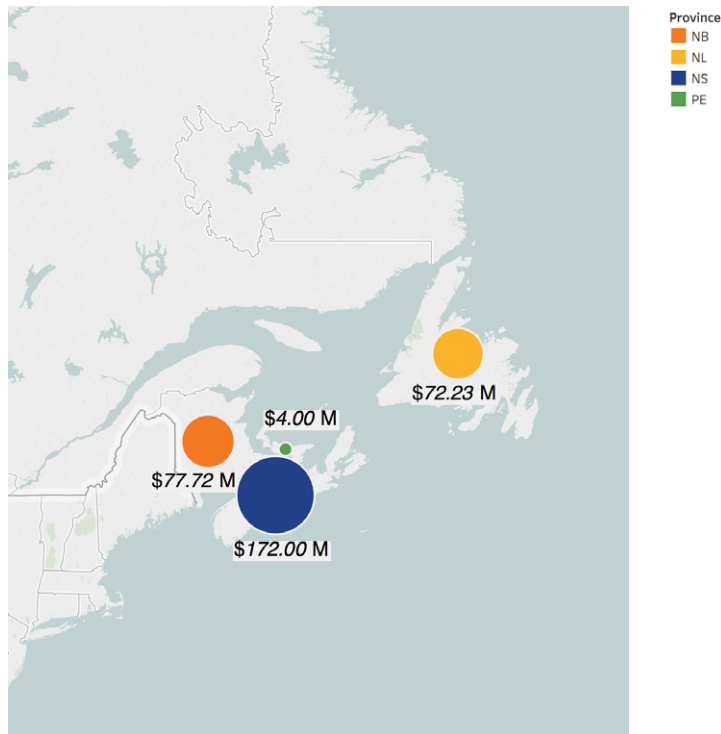 Province
NB
NL
NS
PE
$72.23 M
$4.00 M
$77.72 M
$172.00 M